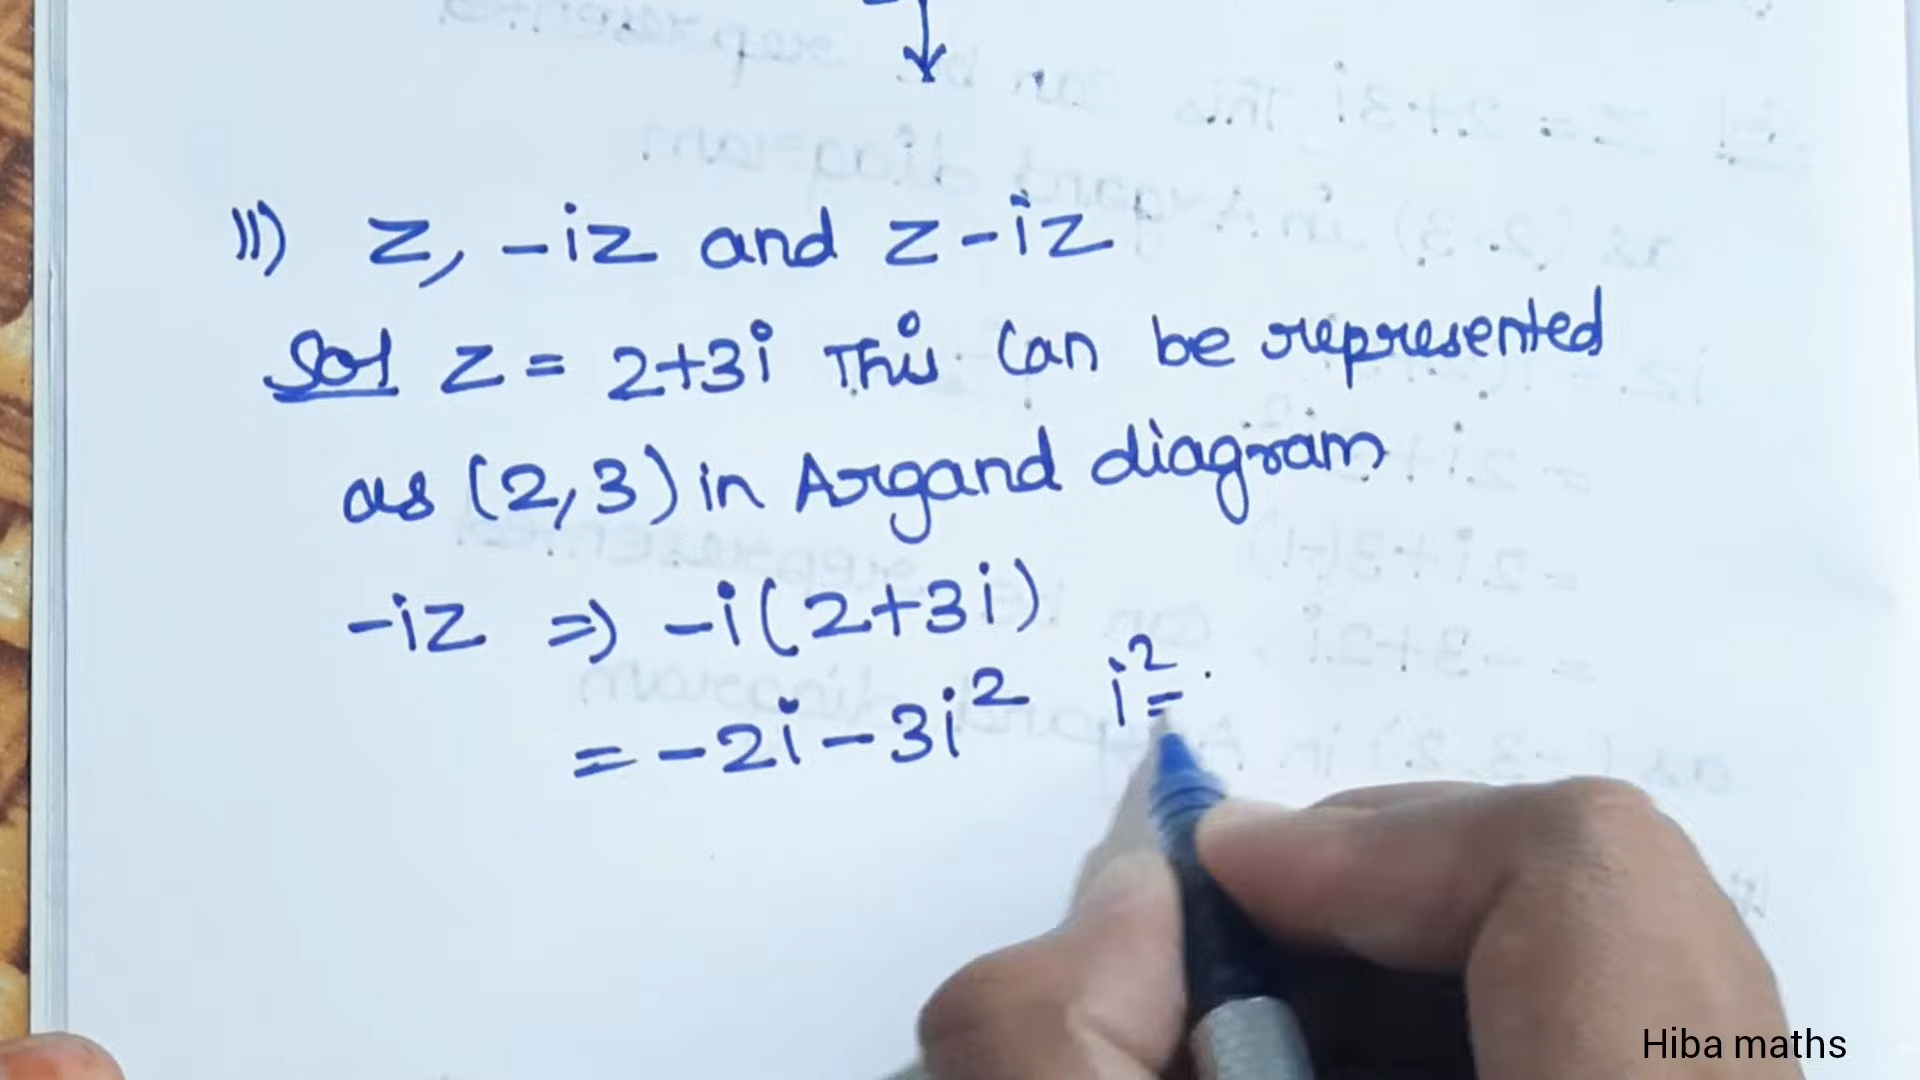 II) z, -iz and z-iz
Sol z = 2+3i This can be represented
as (2,3) in Argand diagram
-iz ⇒ -i(2+3i)
= -2i-3i² i²=
Hiba maths